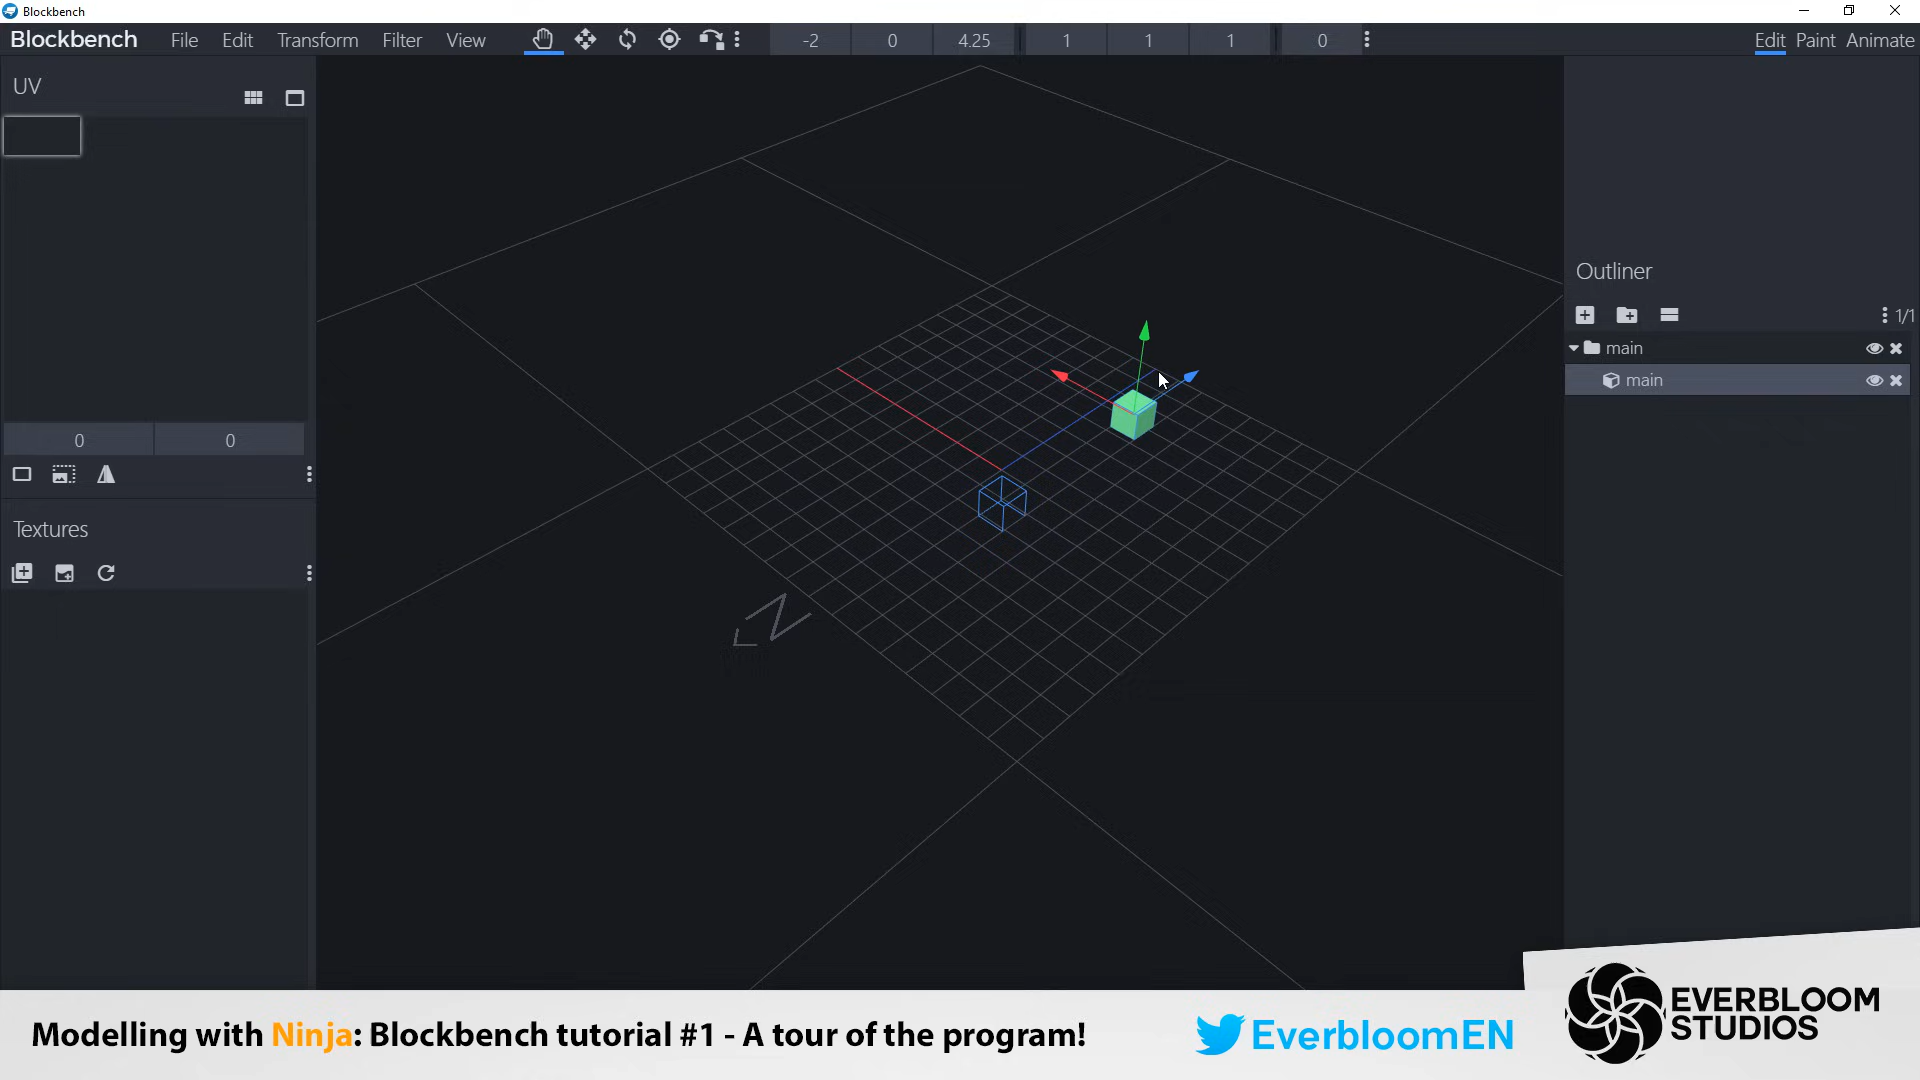 Blockbench
Blockbench File Edit Transform Filter View -2 0 4.25 1 1 1 0 Edit Paint Animate
UV
0 0
Textures
Outliner
1/1
main
main
N
Modelling with Ninja: Blockbench tutorial #1 - A tour of the program!
EverbloomEN
EVERBLOOM
STUDIOS